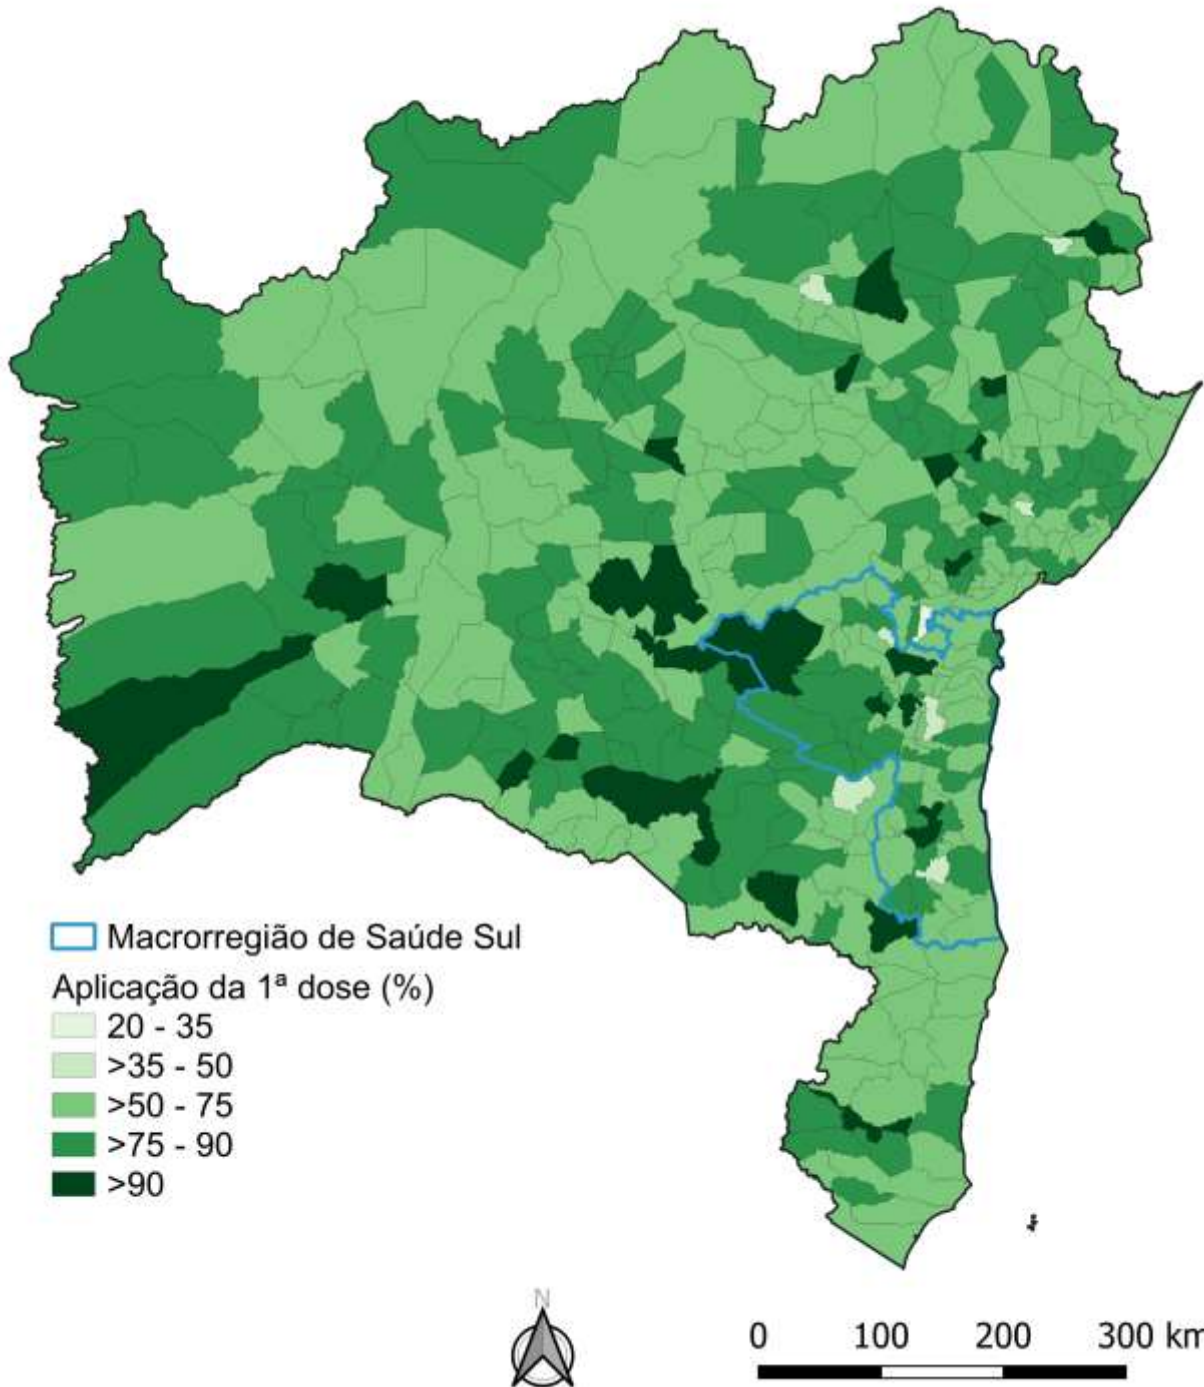 Macrorregião de Saúde Sul
Aplicação da 1ª dose (%)
20 - 35
>35 - 50
>50 - 75
>75 - 90
>90
N
0 100 200 300 km